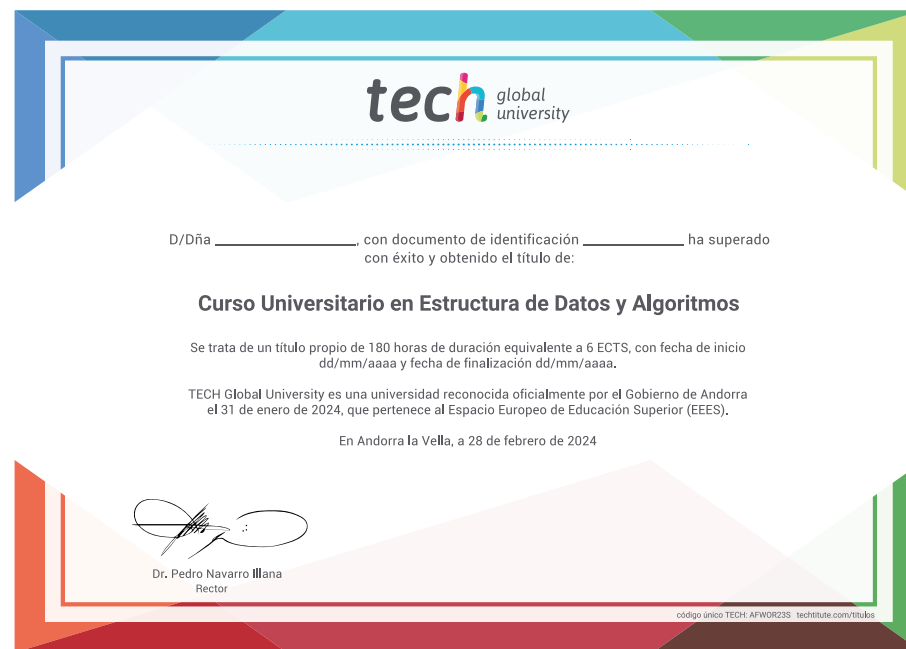 tech global university
D/Dña ______________, con documento de identificación __________ ha superado
con éxito y obtenido el título de:
Curso Universitario en Estructura de Datos y Algoritmos
Se trata de un título propio de 180 horas de duración equivalente a 6 ECTS, con fecha de inicio
dd/mm/aaaa y fecha de finalización dd/mm/aaaa.
TECH Global University es una universidad reconocida oficialmente por el Gobierno de Andorra
el 31 de enero de 2024, que pertenece al Espacio Europeo de Educación Superior (EEES).
En Andorra la Vella, a 28 de febrero de 2024
Dr. Pedro Navarro Illana
Rector
código único TECH: AFWOR23S techtitute.com/titulos